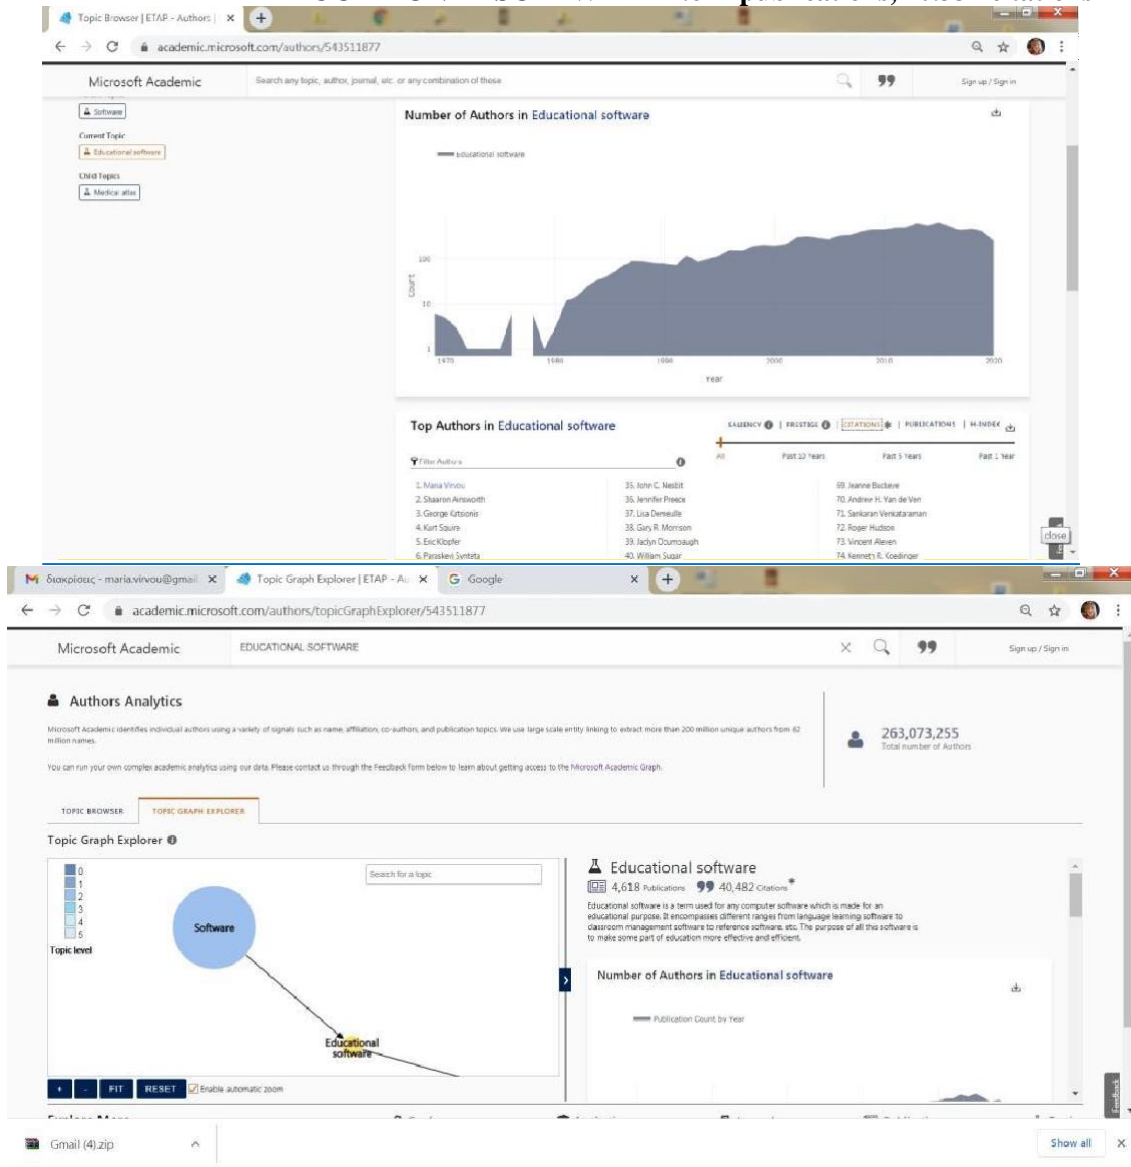 Topic Browser | ETAP - Authors |
academic.microsoft.com/authors/543511877
Microsoft Academic
Search any topic, author, journal, etc. or any combination of those
Sign up / Sign in
Software
Current Topic
Educational software
Child Topics
Medical atlas
Number of Authors in Educational software
Educational software
Count
100
10
1
1970 1980 1990 2000 2010 2020
Year
Top Authors in Educational software
SALIENCY | PRESTIGE | CITATIONS | PUBLICATIONS | H-INDEX
Filter Authors
All Past 10 Years Past 5 Years Past 1 Year
1. Maria Virvou
2. Shaaron Ainsworth
3. George Katsionis
4. Kurt Squire
5. Eric Klopfer
6. Paraskevi Synteta
35. John C. Nesbit
36. Jennifer Preece
37. Lisa Demeulle
38. Gary R. Morrison
39. Jaclyn Ocumpaugh
40. William Sugar
69. Jeanne Buckeye
70. Andrew H. Van de Ven
71. Sankaran Venkataraman
72. Roger Hudson
73. Vincent Aleven
74. Kenneth R. Koedinger
close
διακρίσεις - maria.virvou@gmail
Topic Graph Explorer | ETAP - Au
Google
academic.microsoft.com/authors/topicGraphExplorer/543511877
Microsoft Academic
EDUCATIONAL SOFTWARE
Sign up / Sign in
Authors Analytics
Microsoft Academic identifies individual authors using a variety of signals such as name, affiliation, co-authors, and publication topics. We use large scale entity linking to extract more than 200 million unique authors from 62
million names.
You can run your own complex academic analytics using our data. Please contact us through the Feedback form below to learn about getting access to the Microsoft Academic Graph.
263,073,255
Total number of Authors
TOPIC BROWSER TOPIC GRAPH EXPLORER
Topic Graph Explorer
0
1
2
3
4
5
Topic level
Search for a topic
Software
Educational
software
+ - FIT RESET Enable automatic zoom
Educational software
4,618 Publications 40,482 Citations*
Educational software is a term used for any computer software which is made for an
educational purpose. It encompasses different ranges from language learning software to
classroom management software to reference software, etc. The purpose of all this software is
to make some part of education more effective and efficient.
Number of Authors in Educational software
Publication Count by Year
Feedback
Gmail (4).zip
Show all